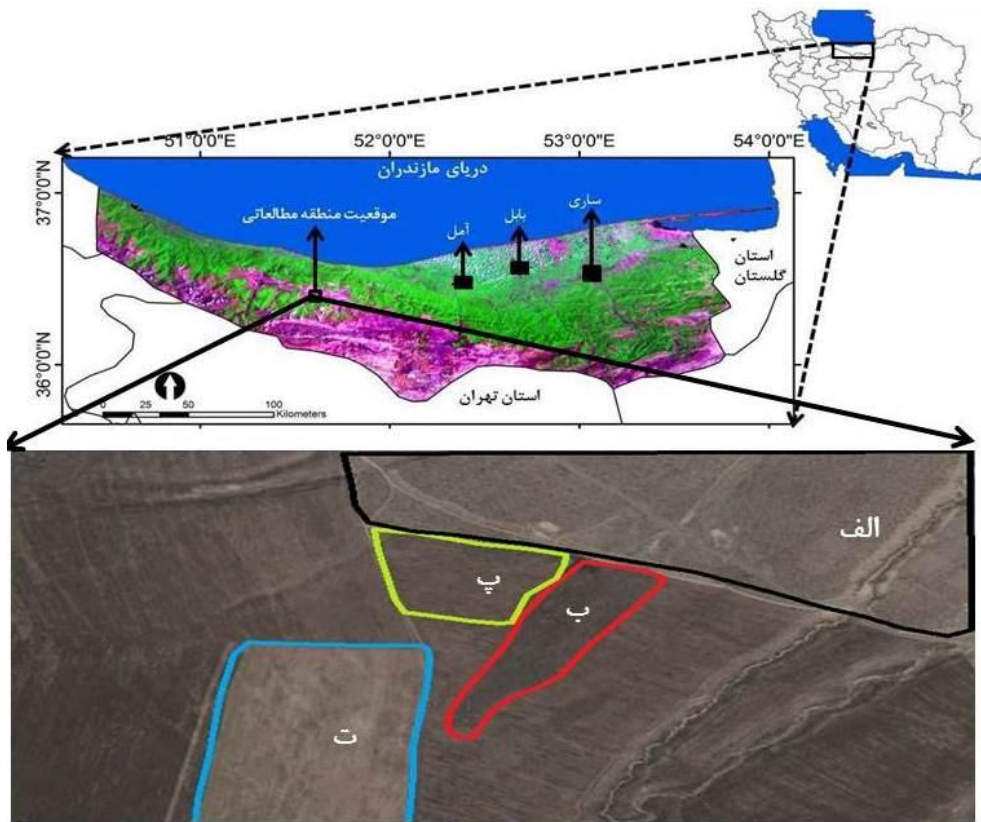 51°0'0"E
52°0'0"E
53°0'0"E
54°0'0"E
37°0'0"N
36°0'0"N
دریای مازندران
موقعیت منطقه مطالعاتی
آمل
بابل
ساری
استان
گلستان
استان تهران
0 25 50 100
Kilometers
الف
پ
ب
ت